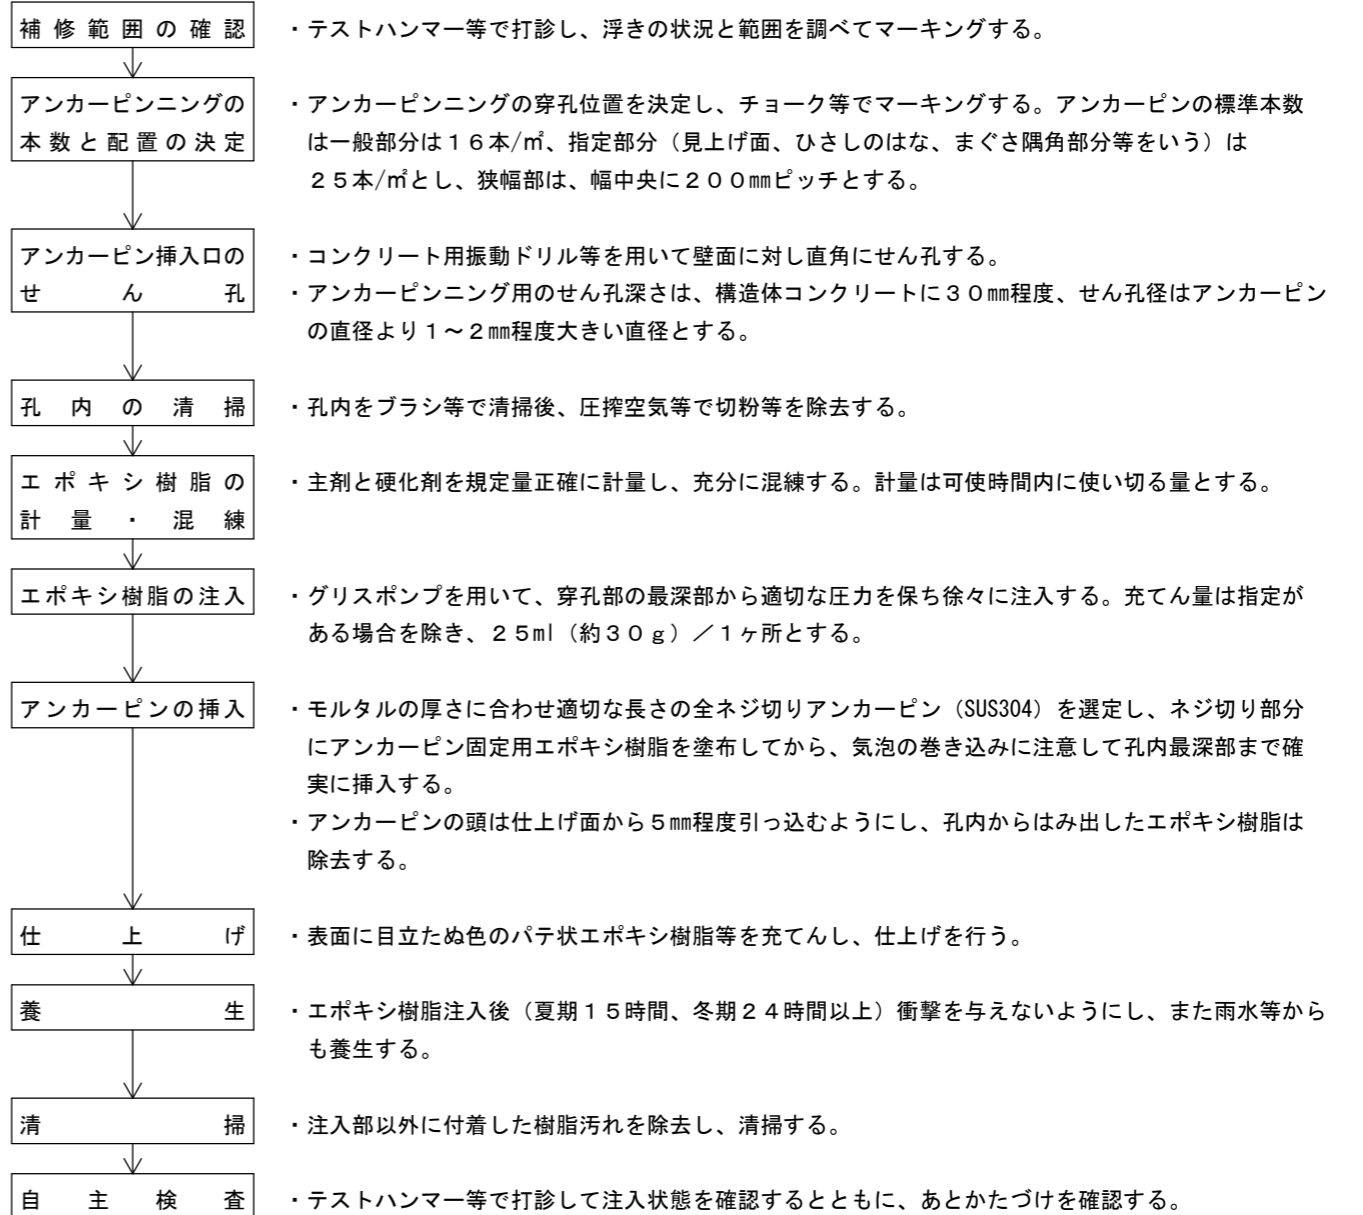 補修範囲の確認
・テストハンマー等で打診し、浮きの状況と範囲を調べてマーキングする。
アンカーピンニングの
本数と配置の決定
・アンカーピンニングの穿孔位置を決定し、チョーク等でマーキングする。アンカーピンの標準本数
は一般部分は16本/㎡、指定部分（見上げ面、ひさしのはな、まぐさ隅角部分等をいう）は
25本/㎡とし、狭幅部は、幅中央に200㎜ピッチとする。
アンカーピン挿入口の
せん孔
・コンクリート用振動ドリル等を用いて壁面に対し直角にせん孔する。
・アンカーピンニング用のせん孔深さは、構造体コンクリートに30㎜程度、せん孔径はアンカーピン
の直径より1～2㎜程度大きい直径とする。
孔内の清掃
・孔内をブラシ等で清掃後、圧搾空気等で切粉等を除去する。
エポキシ樹脂の
計量・混練
・主剤と硬化剤を規定量正確に計量し、充分に混練する。計量は可使時間内に使い切る量とする。
エポキシ樹脂の注入
・グリスポンプを用いて、穿孔部の最深部から適切な圧力を保ち徐々に注入する。充てん量は指定が
ある場合を除き、25ml（約30g）／1ヶ所とする。
アンカーピンの挿入
・モルタルの厚さに合わせ適切な長さの全ネジ切りアンカーピン（SUS304）を選定し、ネジ切り部分
にアンカーピン固定用エポキシ樹脂を塗布してから、気泡の巻き込みに注意して孔内最深部まで確
実に挿入する。
・アンカーピンの頭は仕上げ面から5㎜程度引っ込むようにし、孔内からはみ出したエポキシ樹脂は
除去する。
仕上げ
・表面に目立たぬ色のパテ状エポキシ樹脂等を充てんし、仕上げを行う。
養生
・エポキシ樹脂注入後（夏期15時間、冬期24時間以上）衝撃を与えないようにし、また雨水等から
も養生する。
清掃
・注入部以外に付着した樹脂汚れを除去し、清掃する。
自主検査
・テストハンマー等で打診して注入状態を確認するとともに、あとかたづけを確認する。